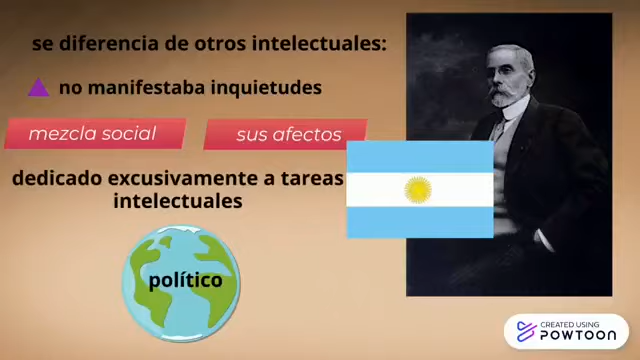 se diferencia de otros intelectuales:
no manifestaba inquietudes
mezcla social
sus afectos
dedicado excusivamente a tareas
intelectuales
político
CREATED USING
POWTOON